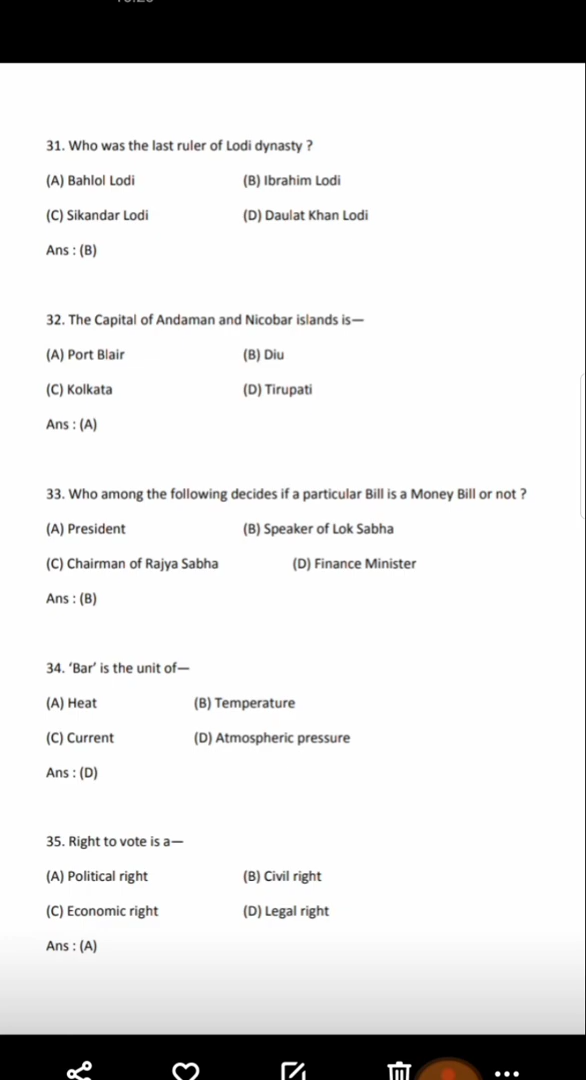 31. Who was the last ruler of Lodi dynasty ?
(A) Bahlol Lodi (B) Ibrahim Lodi
(C) Sikandar Lodi (D) Daulat Khan Lodi
Ans : (B)
32. The Capital of Andaman and Nicobar islands is—
(A) Port Blair (B) Diu
(C) Kolkata (D) Tirupati
Ans : (A)
33. Who among the following decides if a particular Bill is a Money Bill or not ?
(A) President (B) Speaker of Lok Sabha
(C) Chairman of Rajya Sabha (D) Finance Minister
Ans : (B)
34. ‘Bar’ is the unit of—
(A) Heat (B) Temperature
(C) Current (D) Atmospheric pressure
Ans : (D)
35. Right to vote is a—
(A) Political right (B) Civil right
(C) Economic right (D) Legal right
Ans : (A)